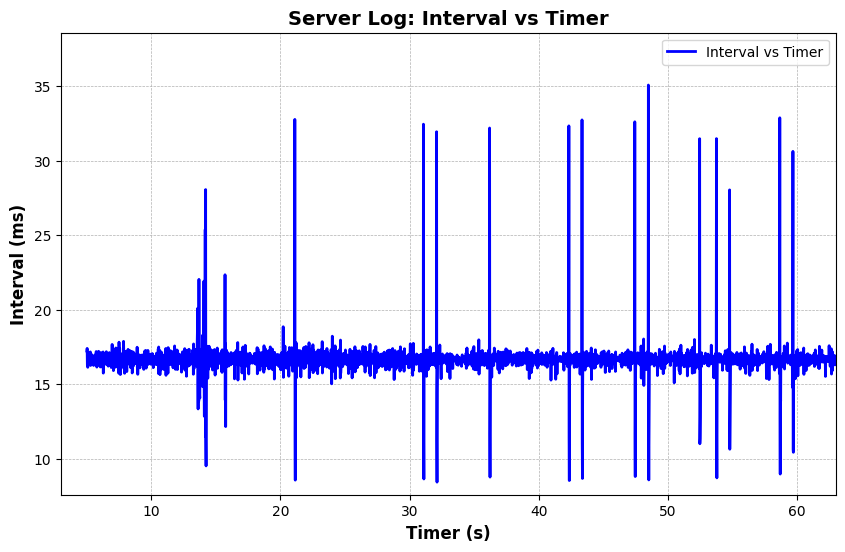 Server Log: Interval vs Timer
Interval vs Timer
Interval (ms)
35
30
25
20
15
10
10 20 30 40 50 60
Timer (s)